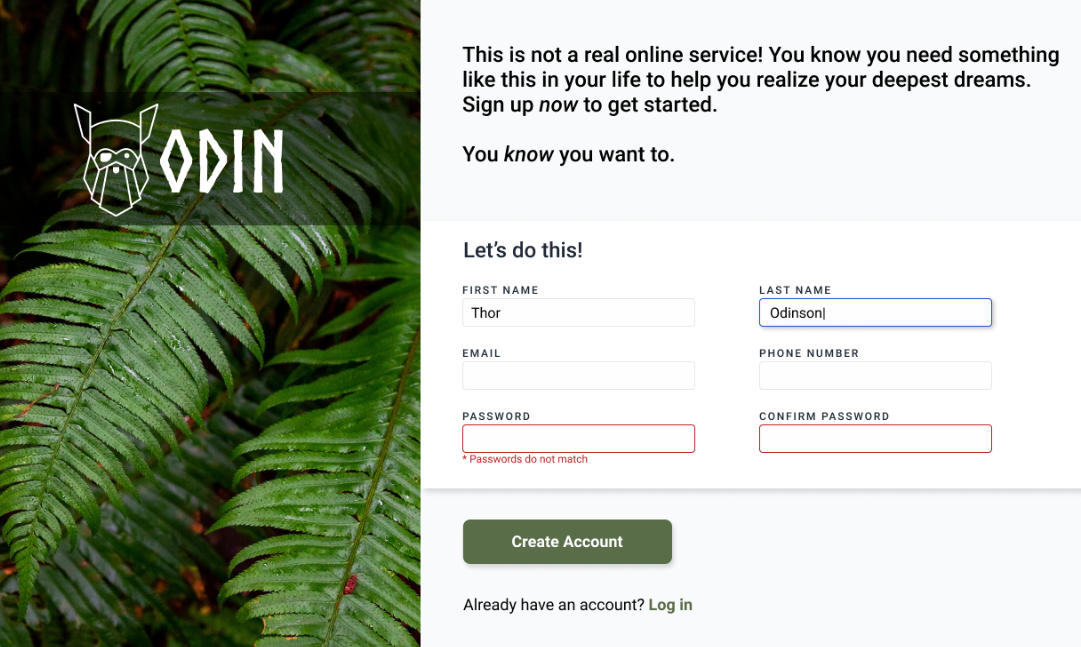 ODIN
This is not a real online service! You know you need something
like this in your life to help you realize your deepest dreams.
Sign up now to get started.
You know you want to.
Let’s do this!
FIRST NAME
Thor
LAST NAME
Odinson
EMAIL
PHONE NUMBER
PASSWORD
* Passwords do not match
CONFIRM PASSWORD
Create Account
Already have an account? Log in